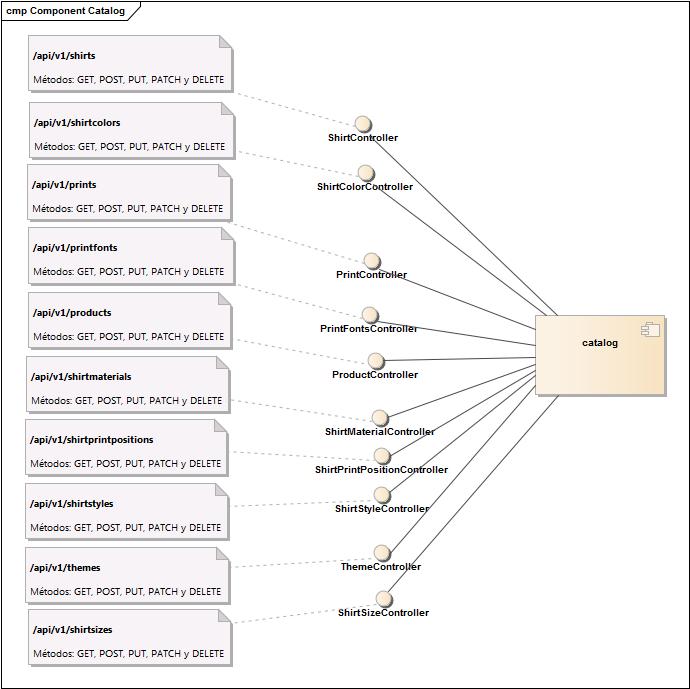 cmp Component Catalog
/api/v1/shirts
Métodos: GET, POST, PUT, PATCH y DELETE
ShirtController
/api/v1/shirtcolors
Métodos: GET, POST, PUT, PATCH y DELETE
ShirtColorController
/api/v1/prints
Métodos: GET, POST, PUT, PATCH y DELETE
PrintController
/api/v1/printfonts
Métodos: GET, POST, PUT, PATCH y DELETE
PrintFontsController
/api/v1/products
Métodos: GET, POST, PUT, PATCH y DELETE
ProductController
catalog
/api/v1/shirtmaterials
Métodos: GET, POST, PUT, PATCH y DELETE
ShirtMaterialController
/api/v1/shirtprintpositions
Métodos: GET, POST, PUT, PATCH y DELETE
ShirtPrintPositionController
/api/v1/shirtstyles
Métodos: GET, POST, PUT, PATCH y DELETE
ShirtStyleController
/api/v1/themes
Métodos: GET, POST, PUT, PATCH y DELETE
ThemeController
/api/v1/shirtsizes
Métodos: GET, POST, PUT, PATCH y DELETE
ShirtSizeController